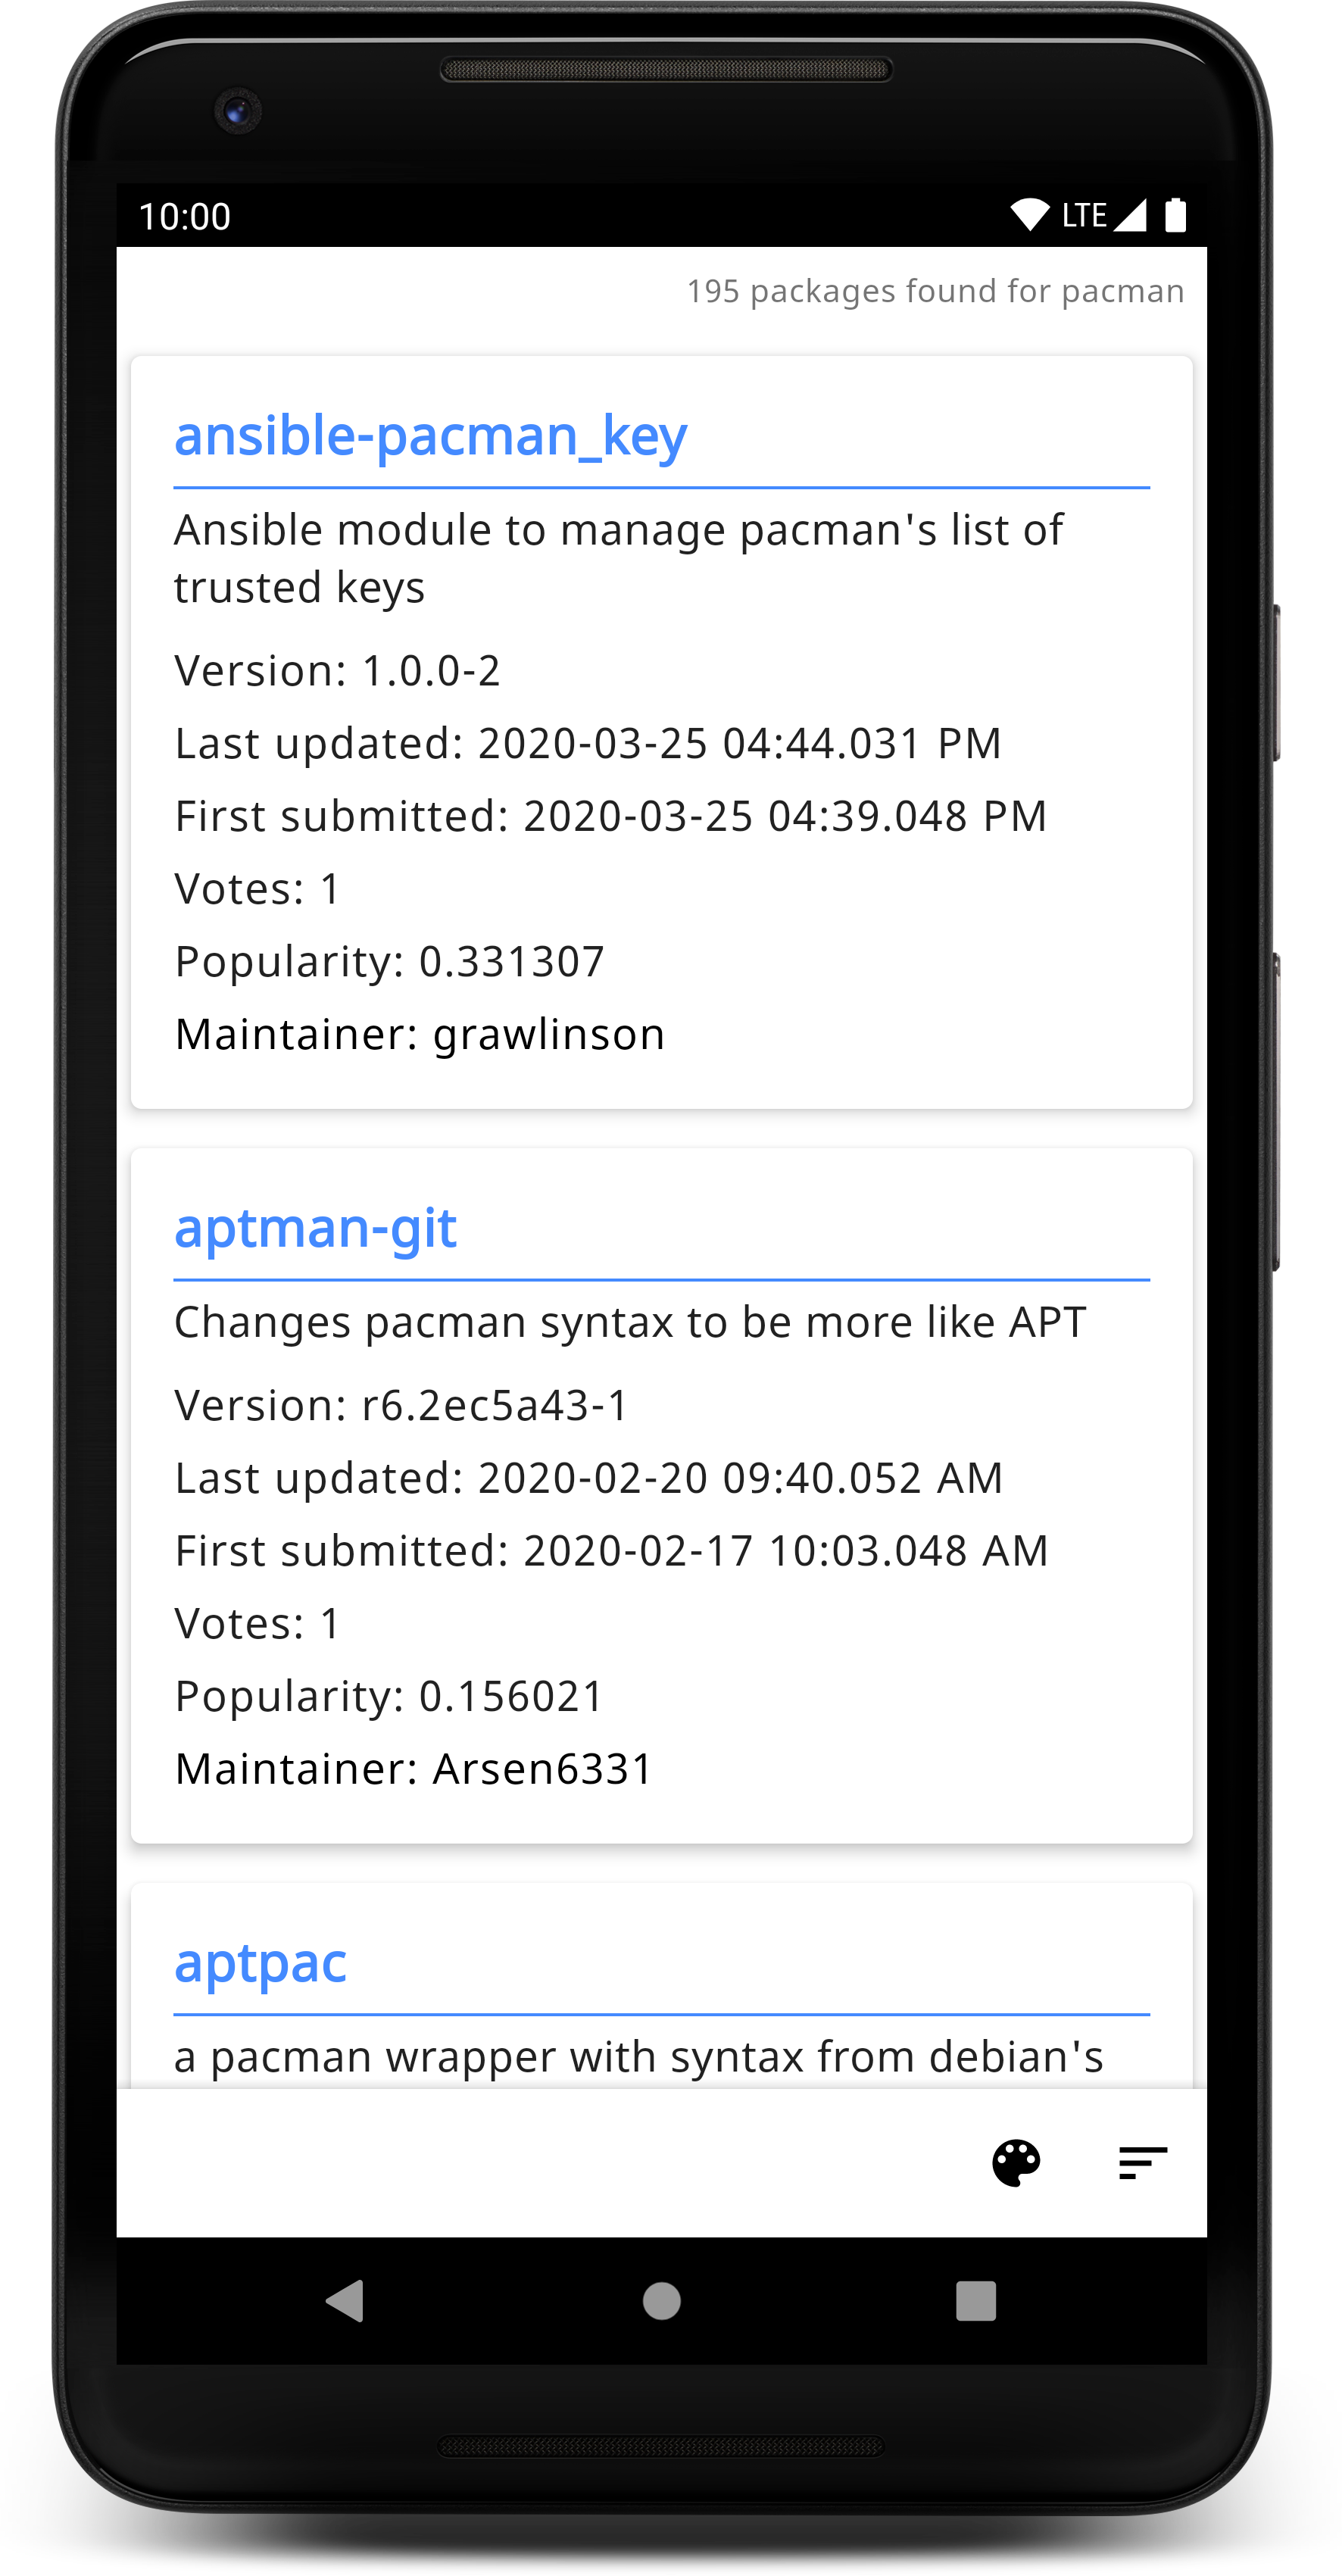 10:00
LTE
195 packages found for pacman
ansible-pacman_key
Ansible module to manage pacman's list of
trusted keys
Version: 1.0.0-2
Last updated: 2020-03-25 04:44.031 PM
First submitted: 2020-03-25 04:39.048 PM
Votes: 1
Popularity: 0.331307
Maintainer: grawlinson
aptman-git
Changes pacman syntax to be more like APT
Version: r6.2ec5a43-1
Last updated: 2020-02-20 09:40.052 AM
First submitted: 2020-02-17 10:03.048 AM
Votes: 1
Popularity: 0.156021
Maintainer: Arsen6331
aptpac
a pacman wrapper with syntax from debian's